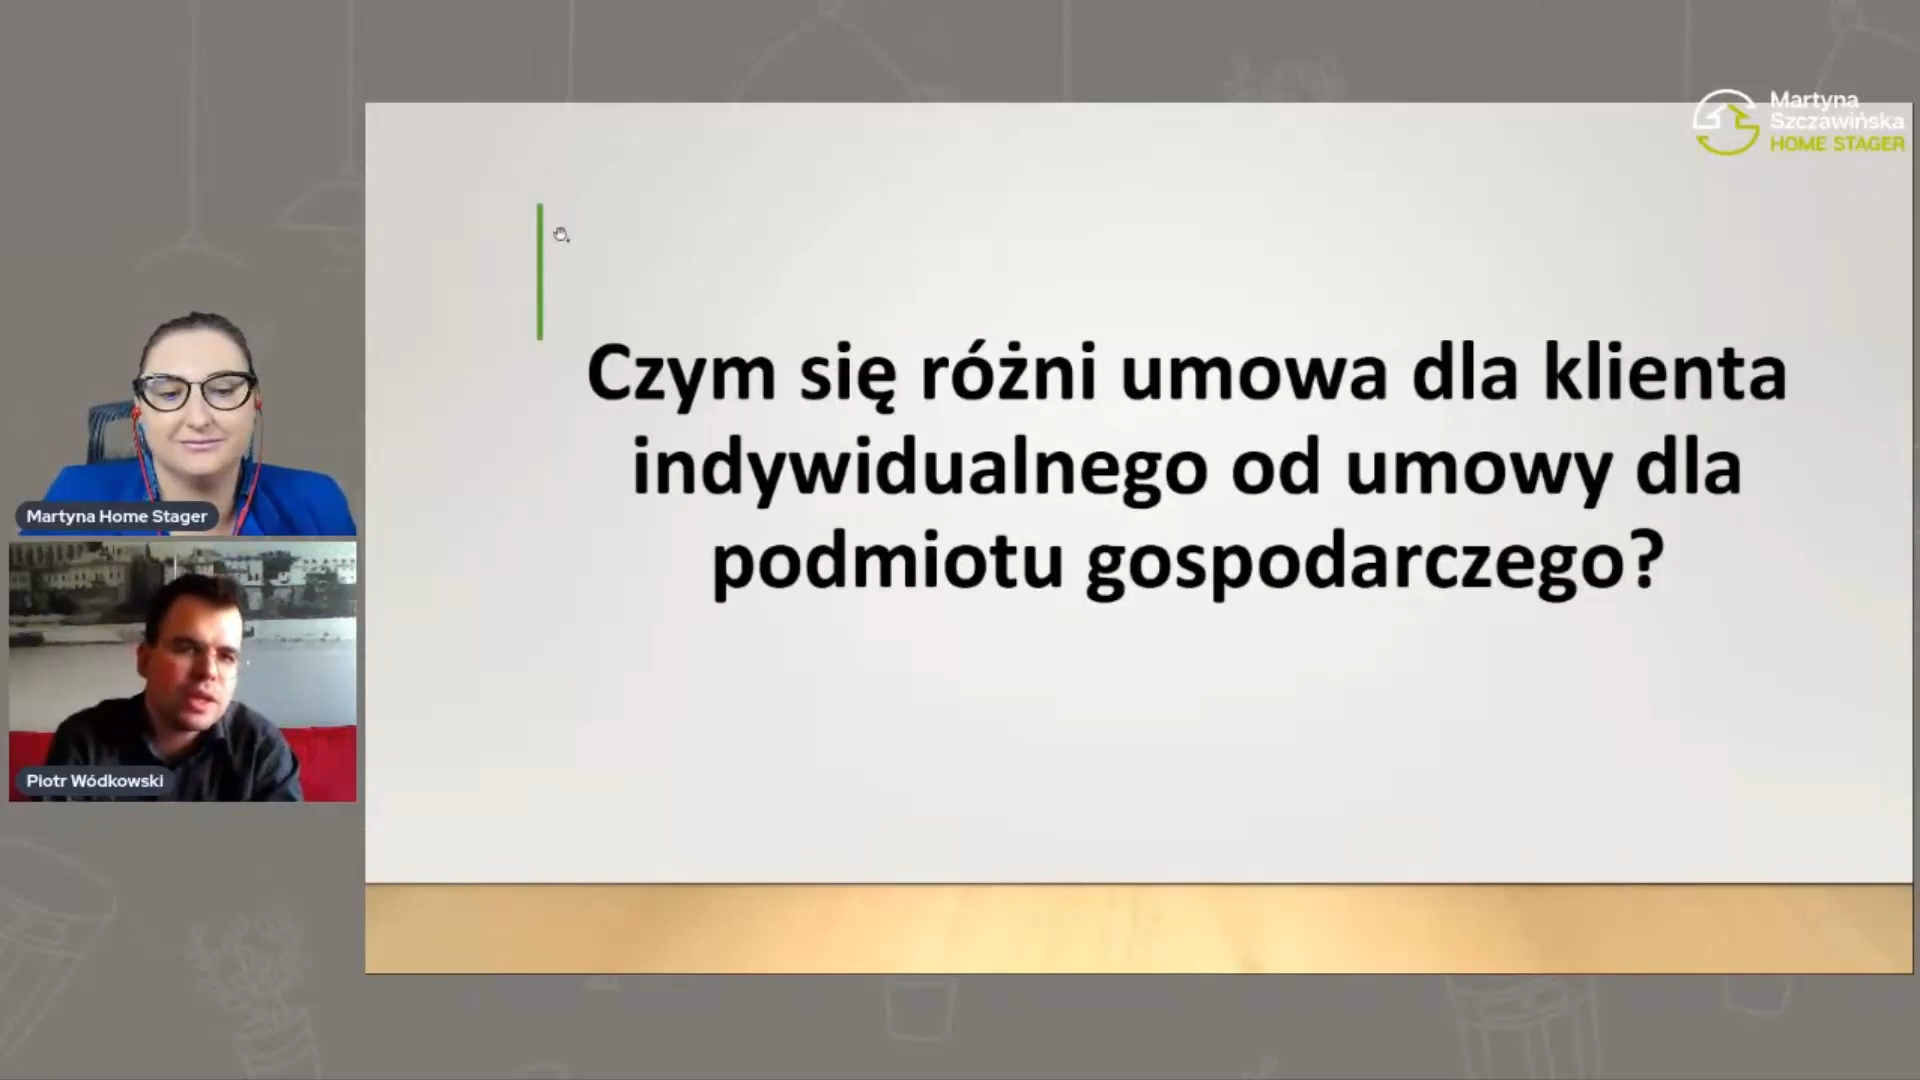 Martyna
Szczawińska
HOME STAGER
Czym się różni umowa dla klienta
indywidualnego od umowy dla
podmiotu gospodarczego?
Martyna Home Stager
Piotr Wódkowski